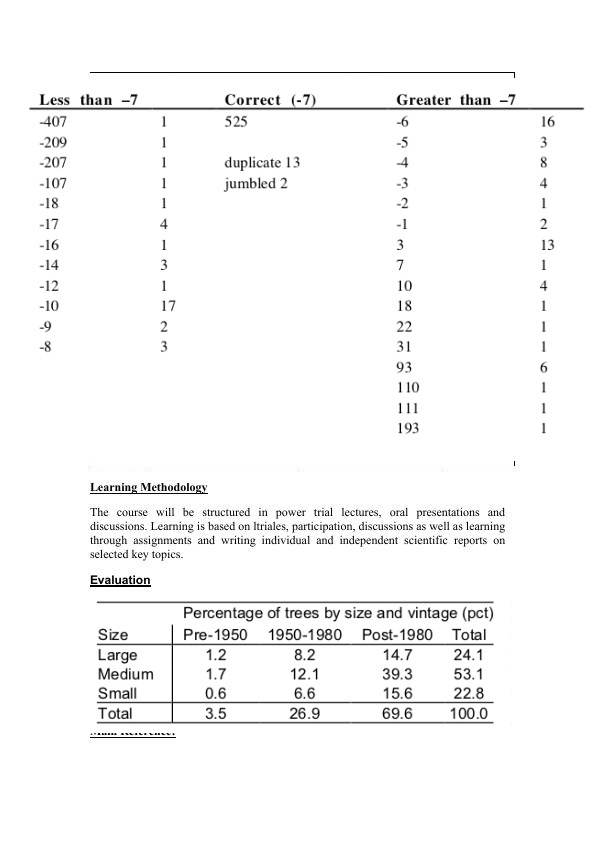 Less than –7 Correct (-7) Greater than –7
-407 1 525 -6 16
-209 1 -5 3
-207 1 duplicate 13 -4 8
-107 1 jumbled 2 -3 4
-18 1 -2 1
-17 4 -1 2
-16 1 3 13
-14 3 7 1
-12 1 10 4
-10 17 18 1
-9 2 22 1
-8 3 31 1
93 6
110 1
111 1
193 1
Learning Methodology
The course will be structured in power trial lectures, oral presentations and
discussions. Learning is based on ltriales, participation, discussions as well as learning
through assignments and writing individual and independent scientific reports on
selected key topics.
Evaluation
Percentage of trees by size and vintage (pct)
Size Pre-1950 1950-1980 Post-1980 Total
Large 1.2 8.2 14.7 24.1
Medium 1.7 12.1 39.3 53.1
Small 0.6 6.6 15.6 22.8
Total 3.5 26.9 69.6 100.0